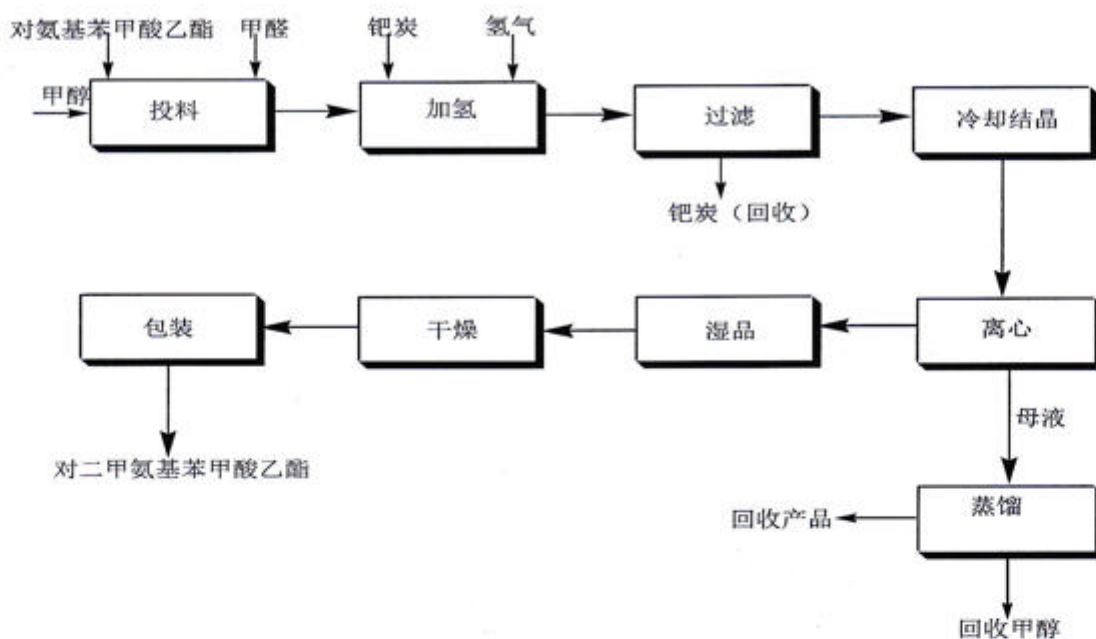 对氨基苯甲酸乙酯 甲醛 钯炭 氢气
甲醇
投料 加氢 过滤 冷却结晶
钯炭（回收）
包装 干燥 湿品 离心
母液
对二甲氨基苯甲酸乙酯
蒸馏
回收产品
回收甲醇